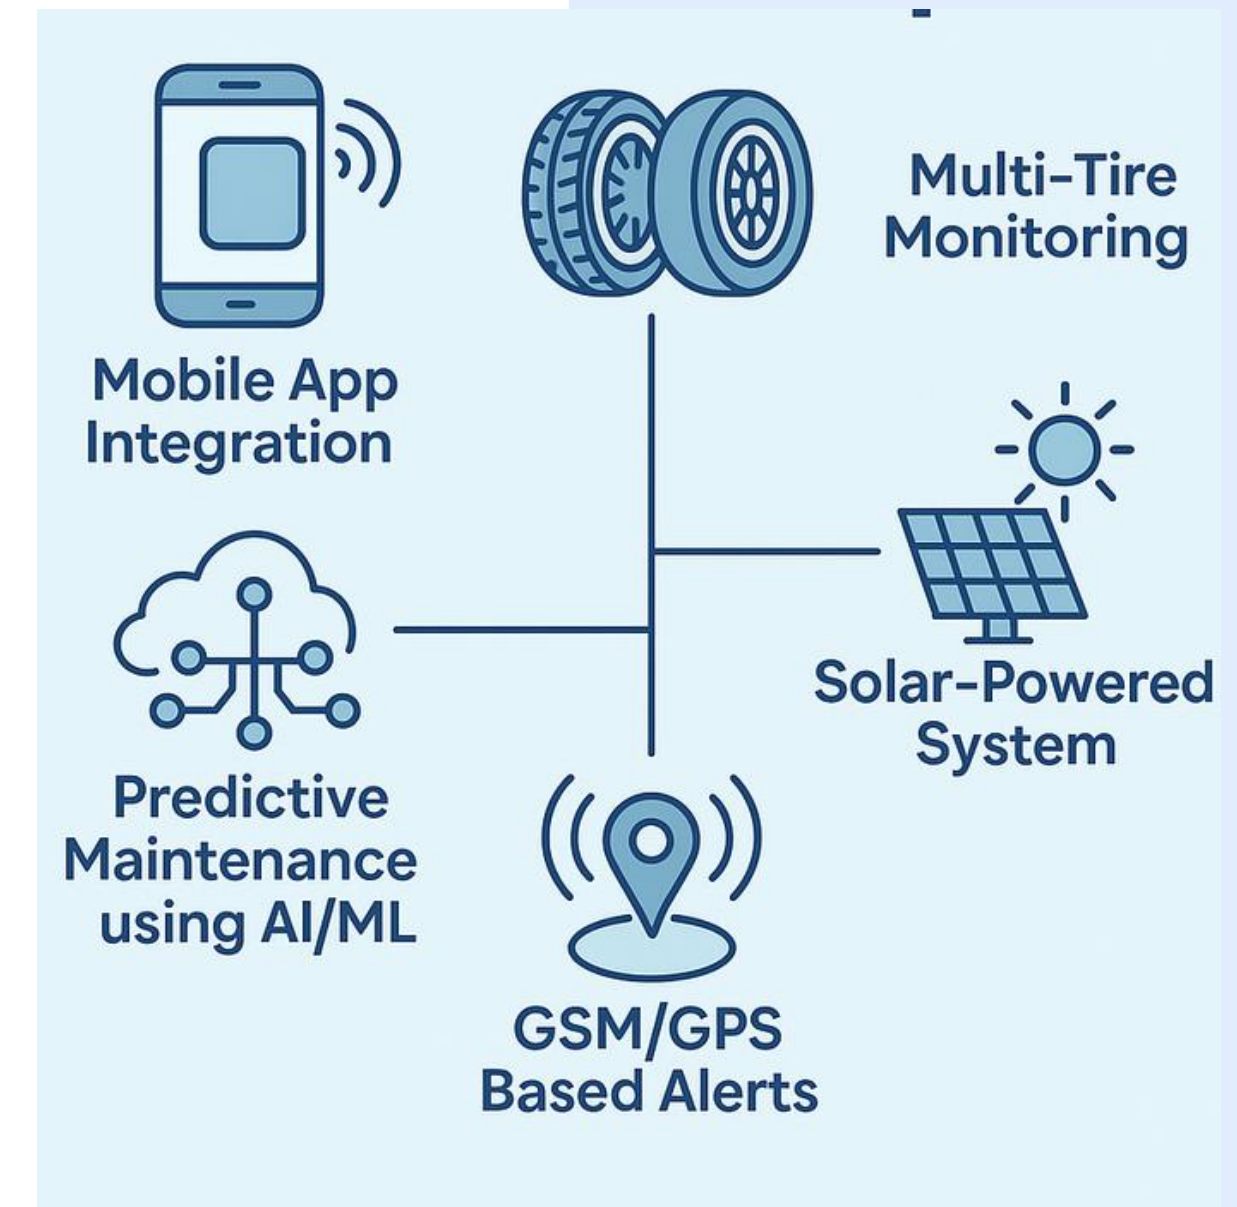 Multi-Tire
Monitoring
Mobile App
Integration
Solar-Powered
System
Predictive
Maintenance
using AI/ML
GSM/GPS
Based Alerts